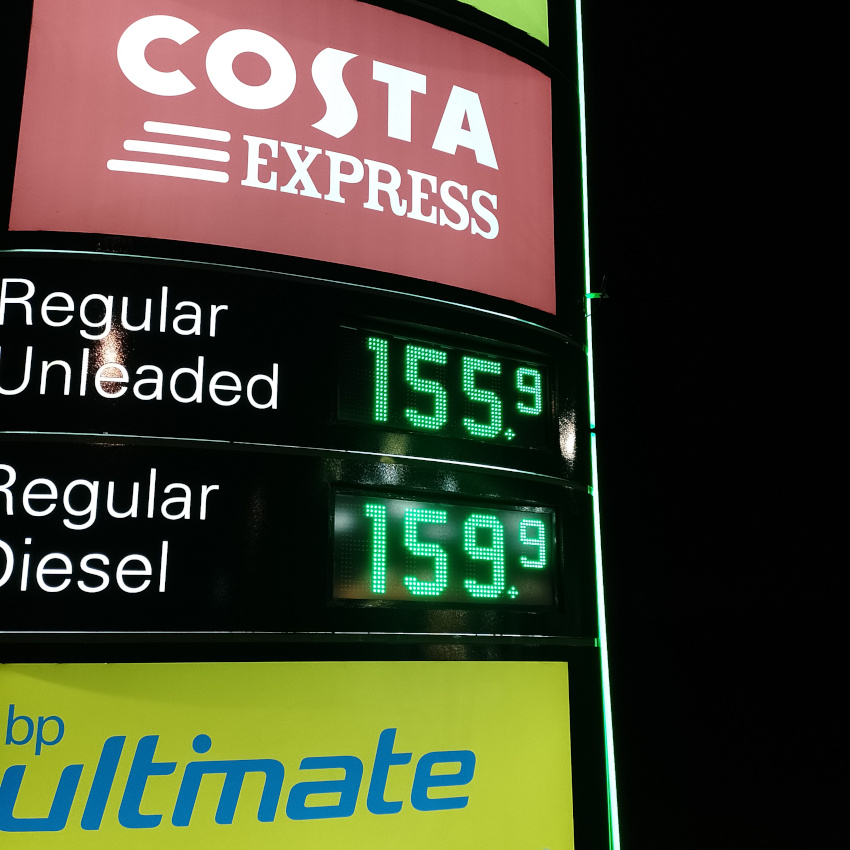 COSTA
EXPRESS
Regular
Unleaded
155.9
Regular
Diesel
159.9
bp
ultimate